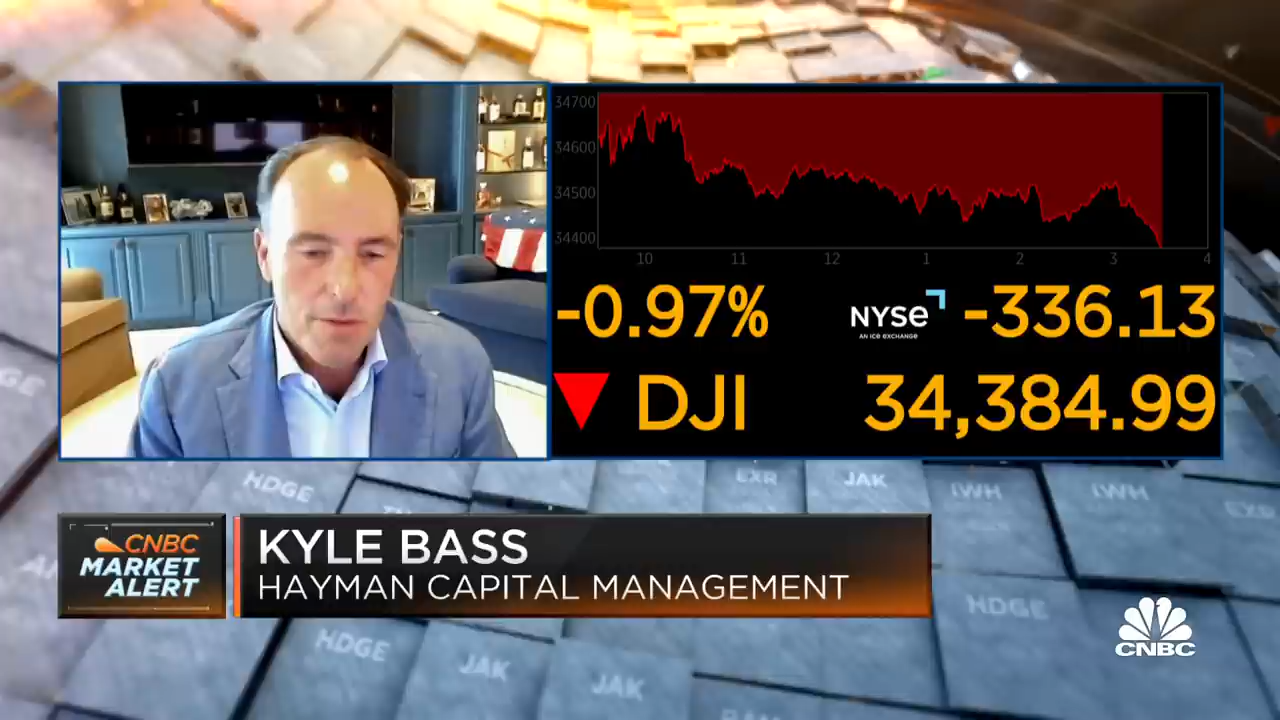 34700
34600
34500
34400
10 11 12 1 2 3 4
-0.97%
NYSE
AN ICE EXCHANGE
-336.13
DJI
34,384.99
HDGE
EXR
JAK
IWH
IWH
EXR
CNBC
MARKET
ALERT
KYLE BASS
HAYMAN CAPITAL MANAGEMENT
HDGE
HDGE
JAK
JAK
CNBC